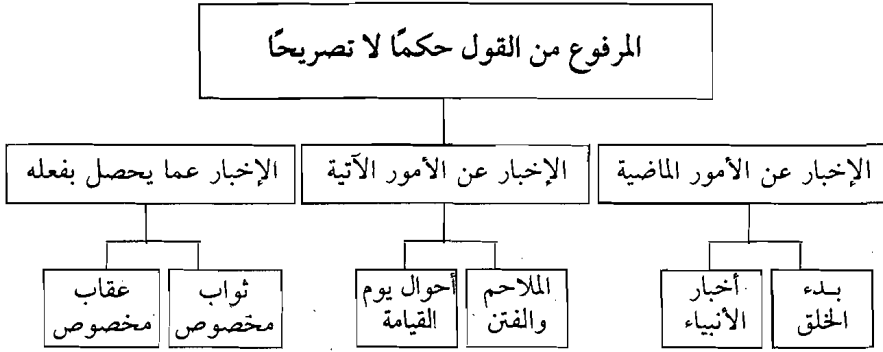 المرفوع من القول حكمًا لا تصريحًا
الإخبار عن الأمور الماضية
الإخبار عن الأمور الآتية
الإخبار عما يحصل بفعله
بدء
الخلق
أخبار
الأنبياء
الملاحم
والفتن
أحوال يوم
القيامة
ثواب
مخصوص
عقاب
مخصوص